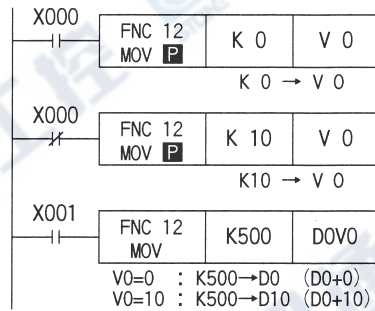 X000
FNC 12
MOV P
K 0
V 0
K 0 → V 0
X000
FNC 12
MOV P
K 10
V 0
K10 → V 0
X001
FNC 12
MOV
K500
D0V0
V0=0 : K500→D0 (D0+0)
V0=10 : K500→D10 (D0+10)